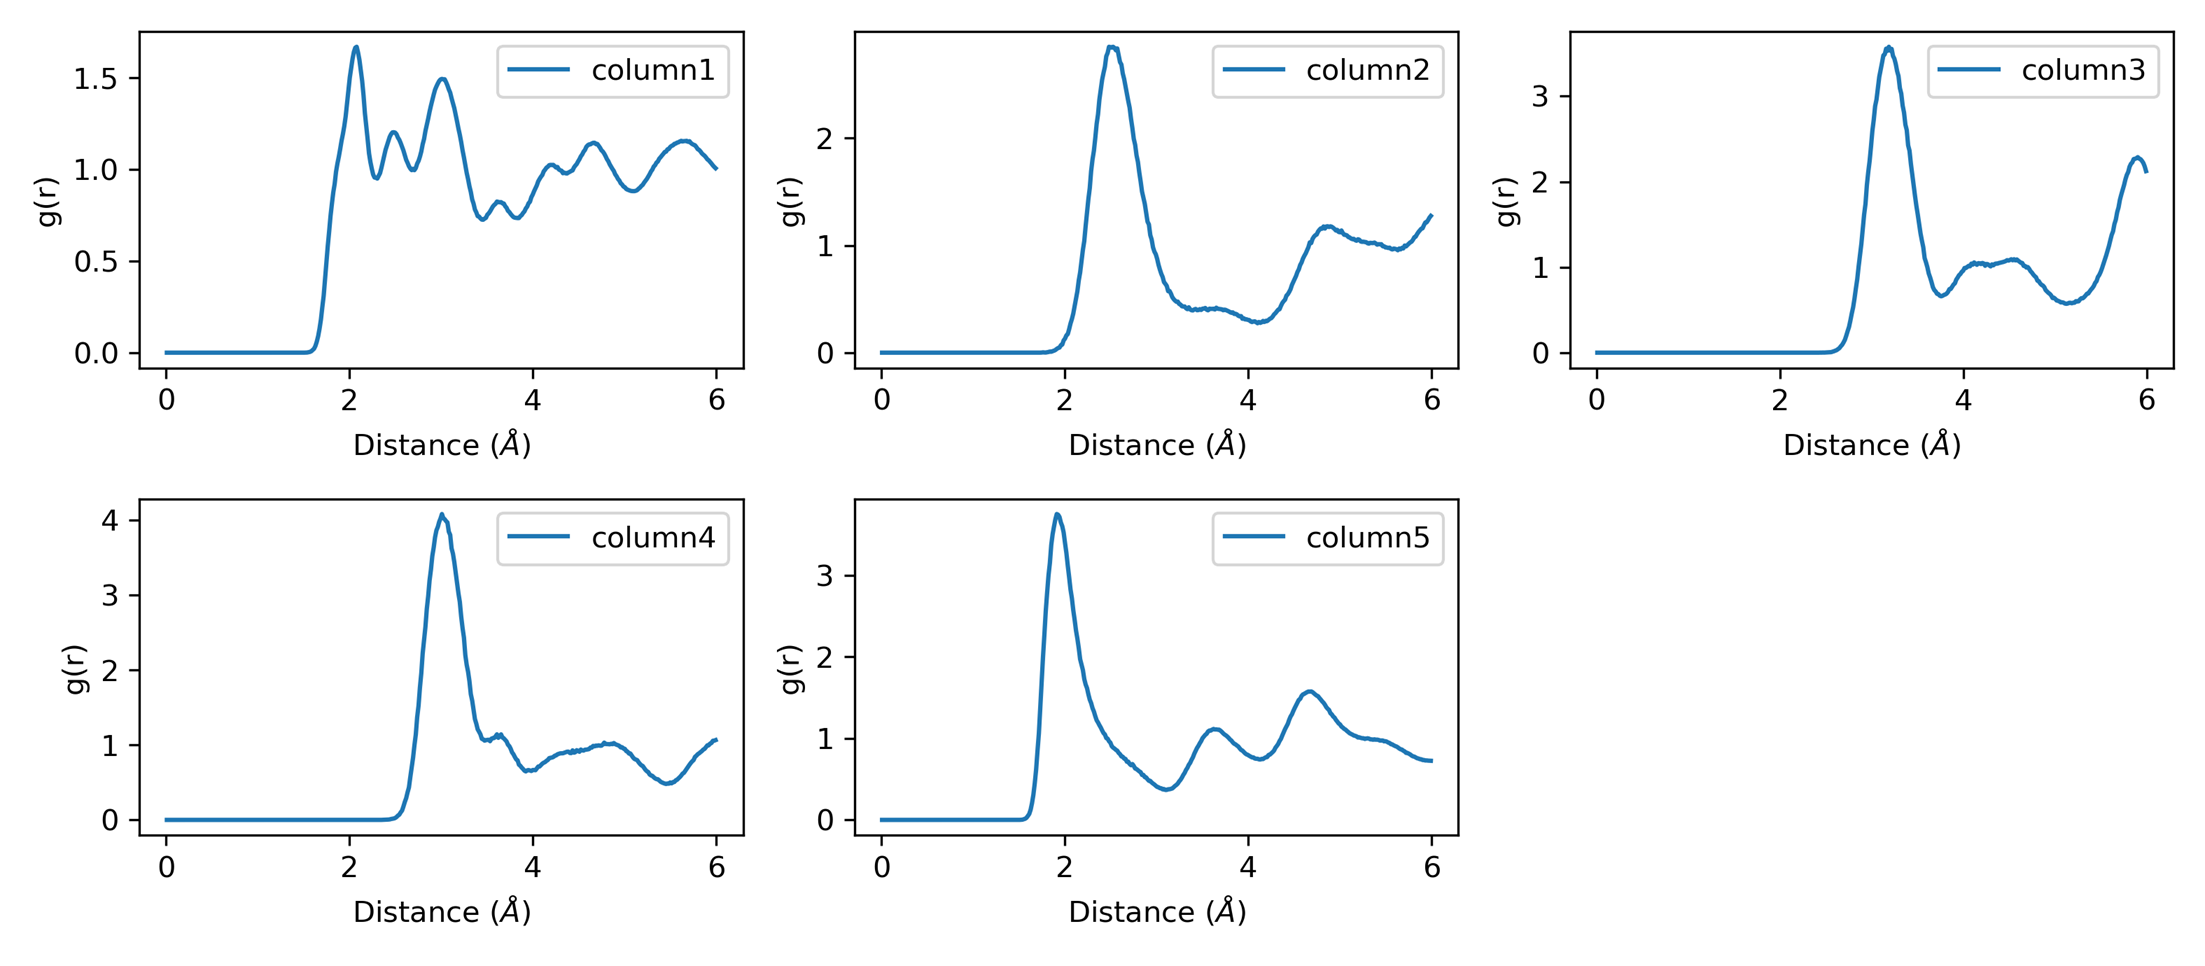 column1
1.5
1.0
0.5
0.0
g(r)
0 2 4 6
Distance (Å)
column2
2
1
0
g(r)
0 2 4 6
Distance (Å)
column3
3
2
1
0
g(r)
0 2 4 6
Distance (Å)
column4
4
3
2
1
0
g(r)
0 2 4 6
Distance (Å)
column5
3
2
1
0
g(r)
0 2 4 6
Distance (Å)